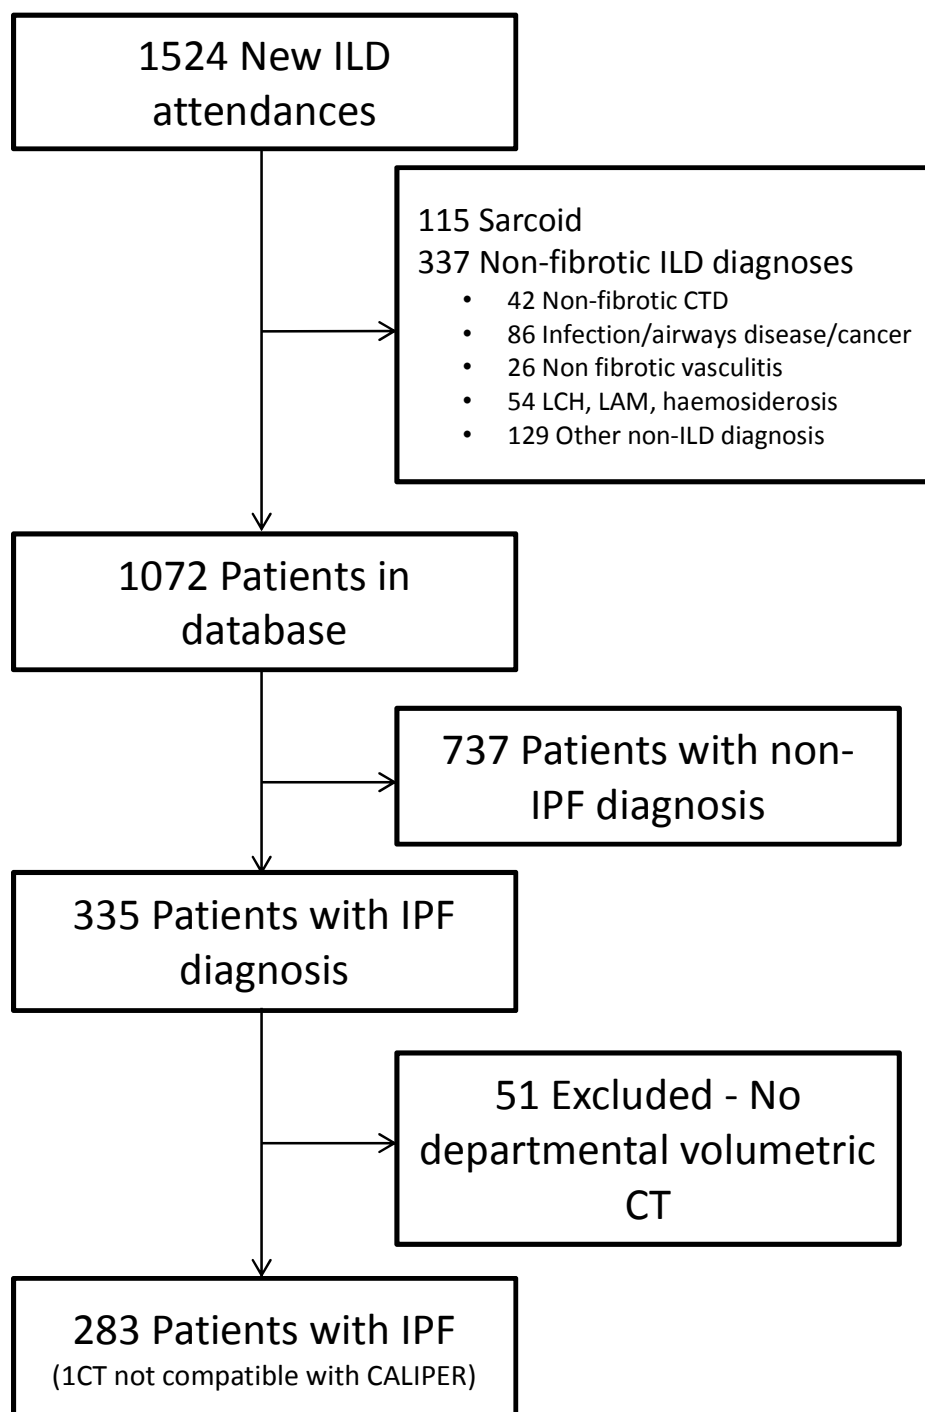 1524 New ILD
attendances
115 Sarcoid
337 Non-fibrotic ILD diagnoses
• 42 Non-fibrotic CTD
• 86 Infection/airways disease/cancer
• 26 Non fibrotic vasculitis
• 54 LCH, LAM, haemosiderosis
• 129 Other non-ILD diagnosis
1072 Patients in
database
737 Patients with non-
IPF diagnosis
335 Patients with IPF
diagnosis
51 Excluded - No
departmental volumetric
CT
283 Patients with IPF
(1CT not compatible with CALIPER)